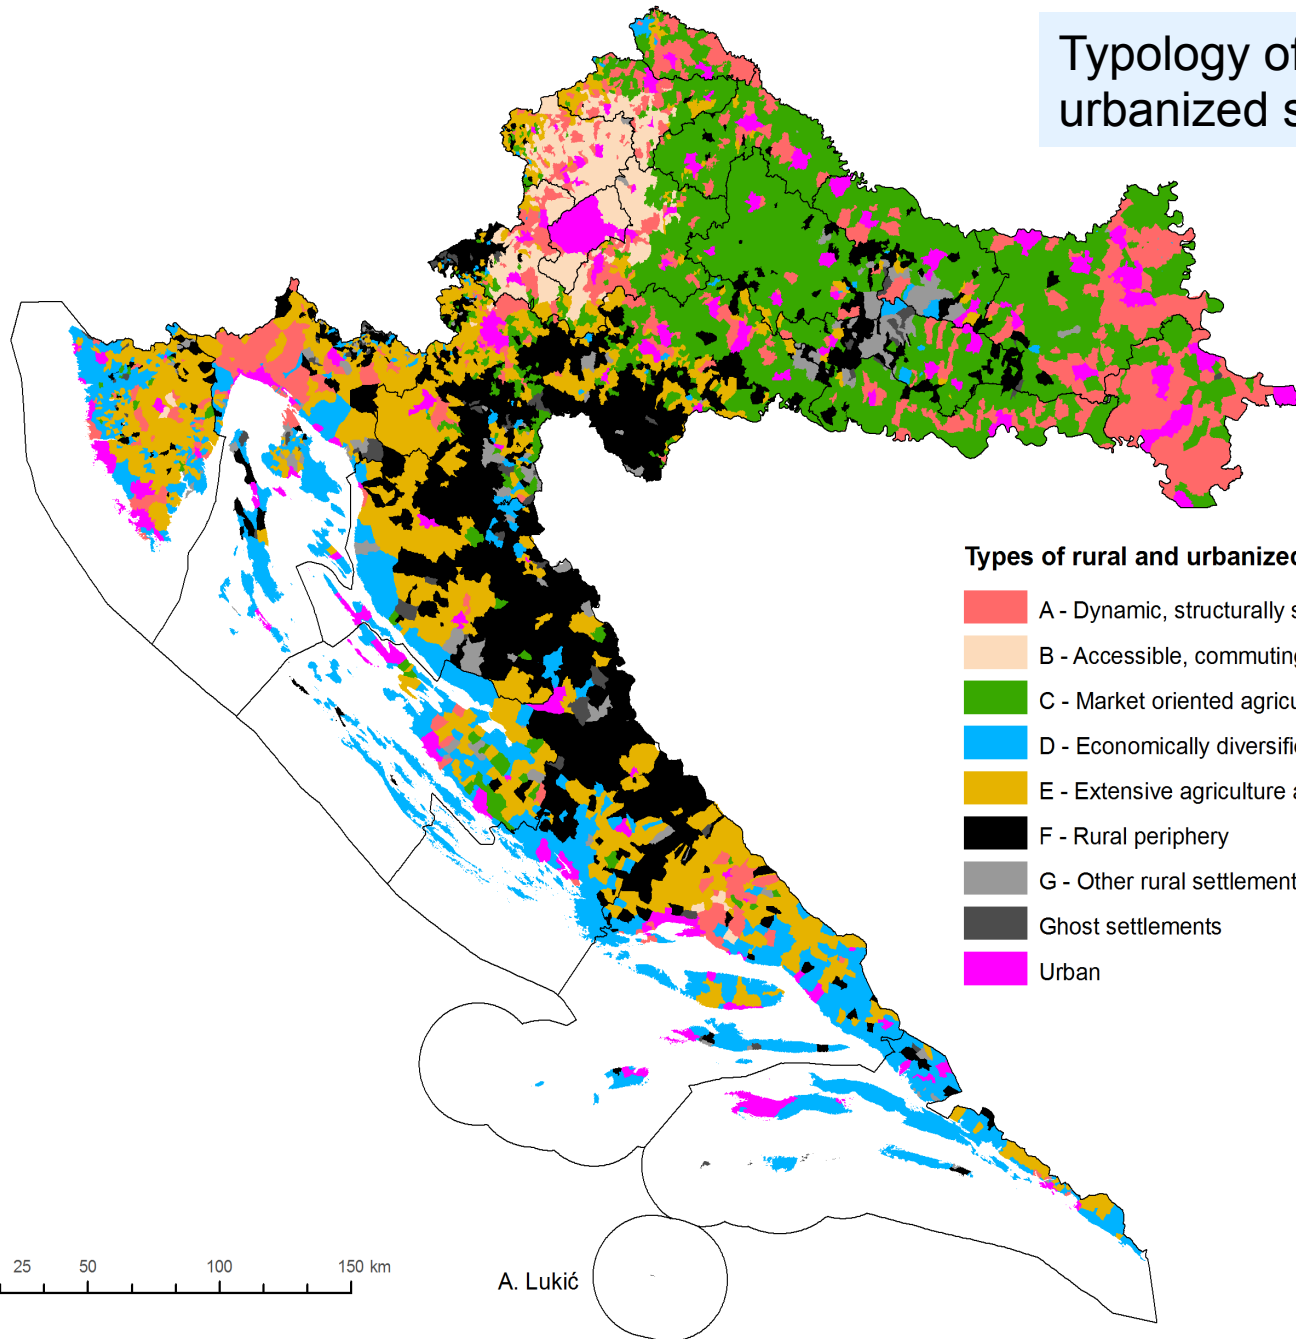 Typology of
urbanized s
Types of rural and urbanized
A - Dynamic, structurally s
B - Accessible, commuting
C - Market oriented agricu
D - Economically diversifie
E - Extensive agriculture a
F - Rural periphery
G - Other rural settlement
Ghost settlements
Urban
25 50 100 150 km
A. Lukić